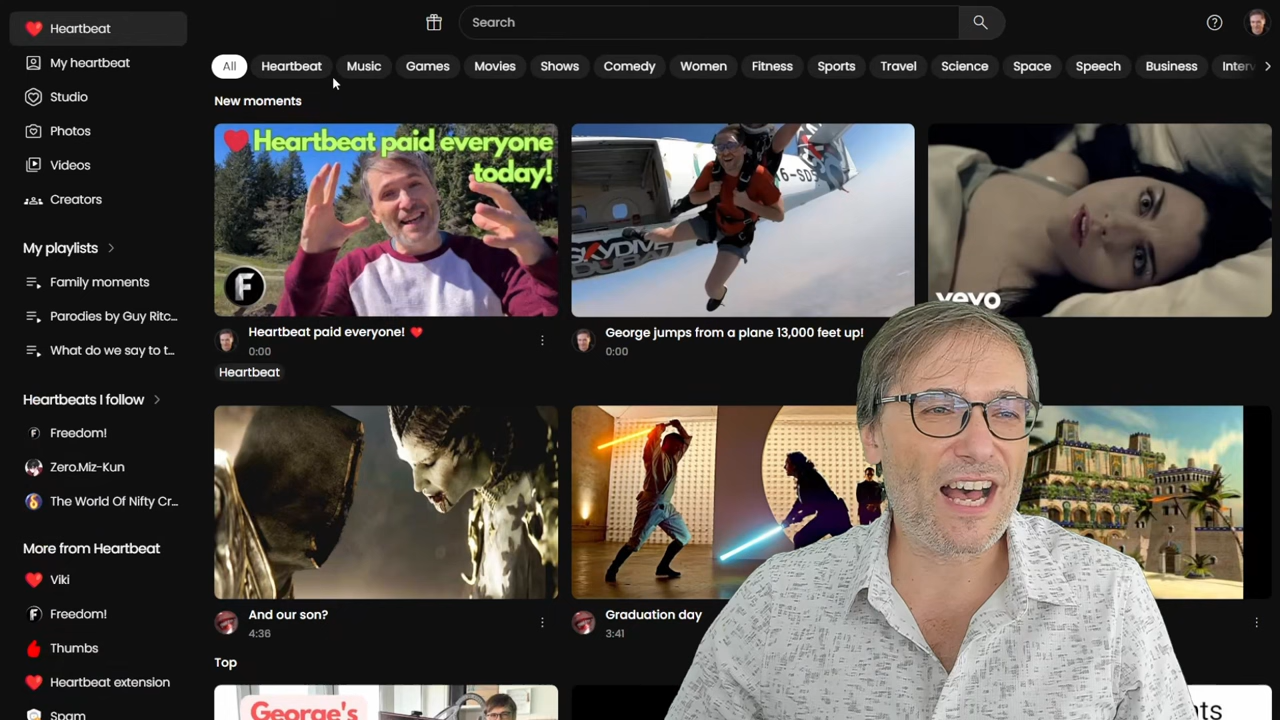 Heartbeat
Search
My heartbeat
Studio
Photos
Videos
Creators
My playlists
Family moments
Parodies by Guy Ritc...
What do we say to t...
Heartbeats I follow
Freedom!
Zero.Miz-Kun
The World Of Nifty Cr...
More from Heartbeat
Viki
Freedom!
Thumbs
Heartbeat extension
Spam
All Heartbeat Music Games Movies Shows Comedy Women Fitness Sports Travel Science Space Speech Business Interv
New moments
Heartbeat paid everyone
today!
F
Heartbeat paid everyone!
0:00
Heartbeat
SKYDIVE
DUBAI
George jumps from a plane 13,000 feet up!
0:00
vevo
And our son?
4:36
Graduation day
3:41
Top
George's